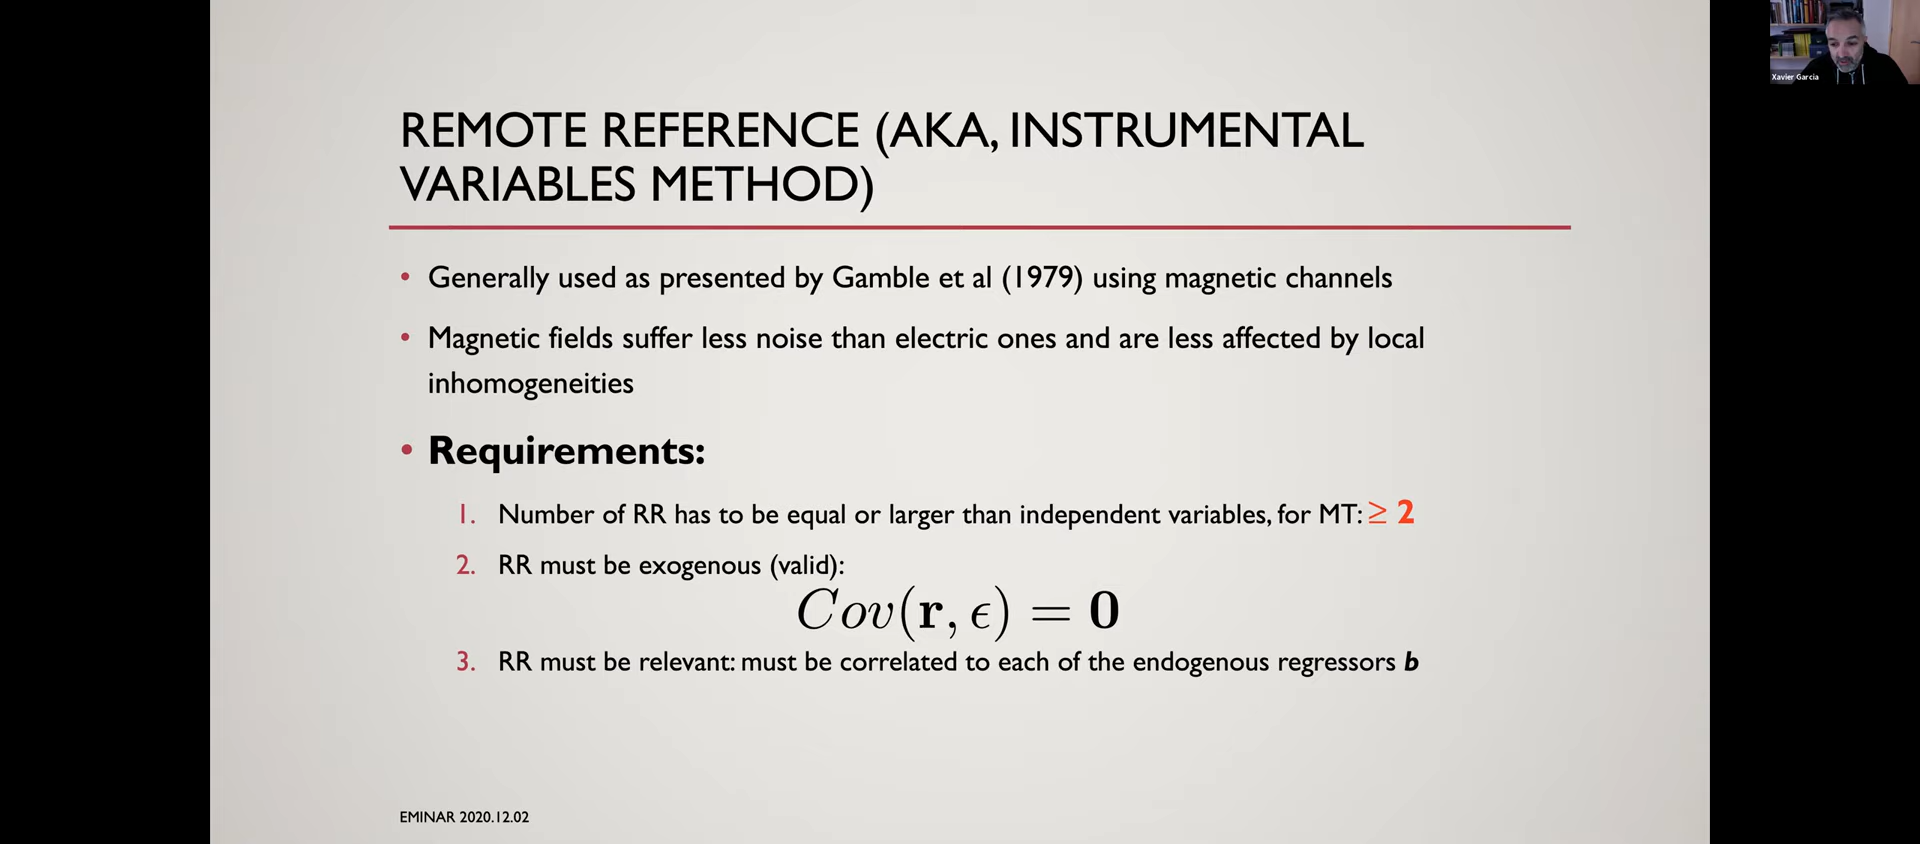 REMOTE REFERENCE (AKA, INSTRUMENTAL
VARIABLES METHOD)
• Generally used as presented by Gamble et al (1979) using magnetic channels
• Magnetic fields suffer less noise than electric ones and are less affected by local
inhomogeneities
• Requirements:
1. Number of RR has to be equal or larger than independent variables, for MT: ≥ 2
2. RR must be exogenous (valid):
Cov(r, ϵ) = 0
3. RR must be relevant: must be correlated to each of the endogenous regressors b
EMINAR 2020.12.02
Xavier Garcia